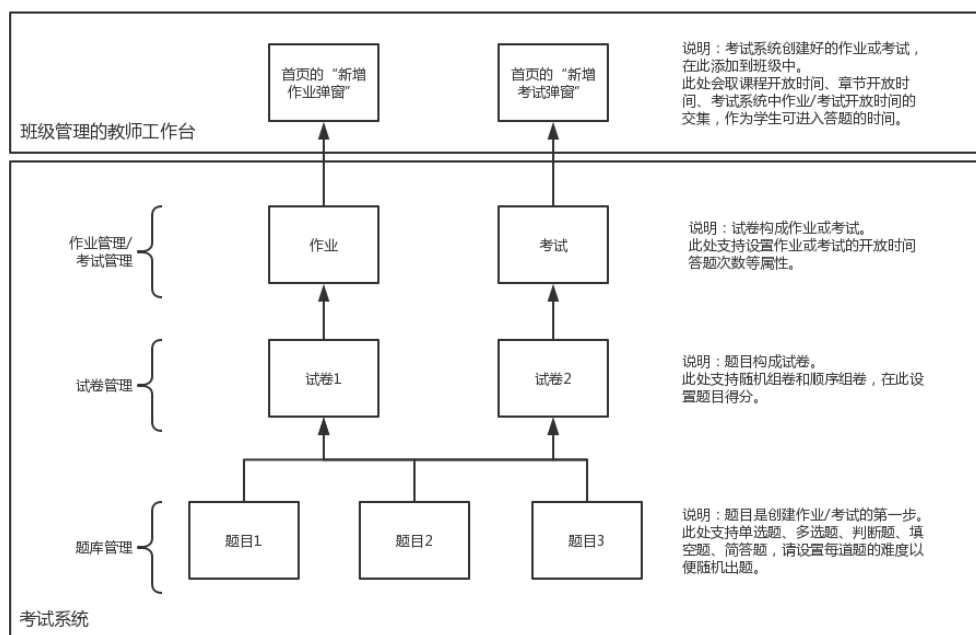 首页的“新增
作业弹窗”
首页的“新增
考试弹窗”
说明：考试系统创建好的作业或考试，
在此添加到班级中。
此处会取课程开放时间、章节开放时
间、考试系统中作业/考试开放时间的
交集，作为学生可进入答题的时间。
班级管理的教师工作台
作业管理/
考试管理
作业
考试
说明：试卷构成作业或考试。
此处支持设置作业或考试的开放时间
答题次数等属性。
试卷管理
试卷1
试卷2
说明：题目构成试卷。
此处支持随机组卷和顺序组卷，在此设
置题目得分。
题库管理
题目1
题目2
题目3
说明：题目是创建作业/考试的第一步。
此处支持单选题、多选题、判断题、填
空题、简答题，请设置每道题的难度以
便随机出题。
考试系统